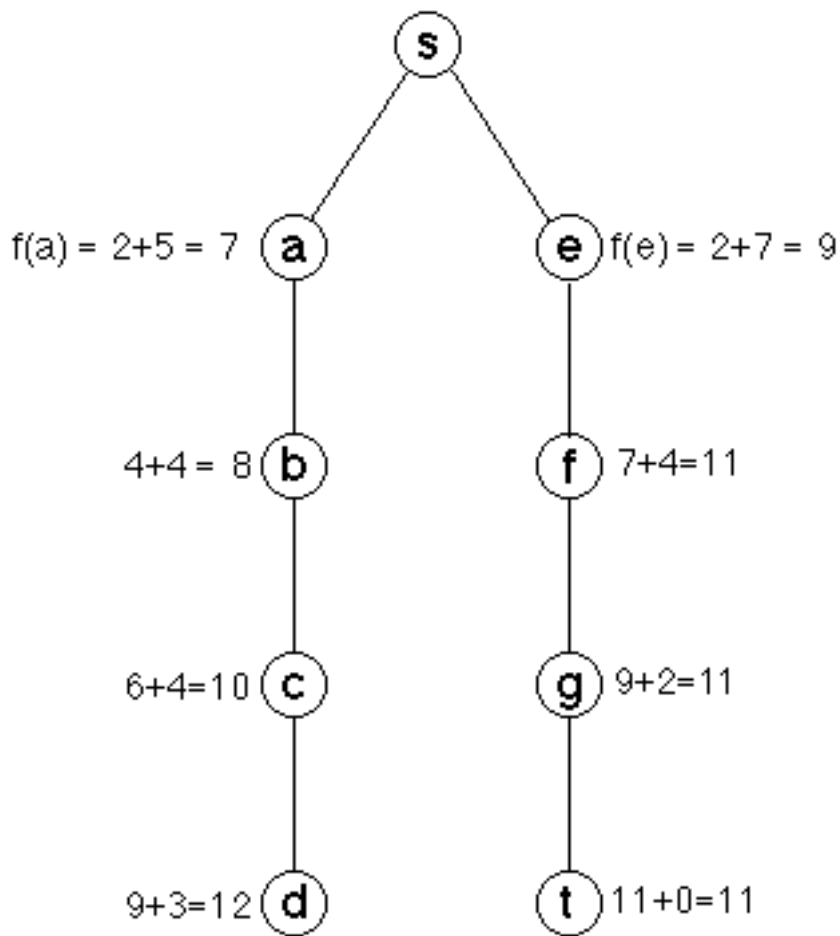 s
f(a) = 2+5 = 7 a e f(e) = 2+7 = 9
4+4 = 8 b f 7+4=11
6+4=10 c g 9+2=11
9+3=12 d t 11+0=11